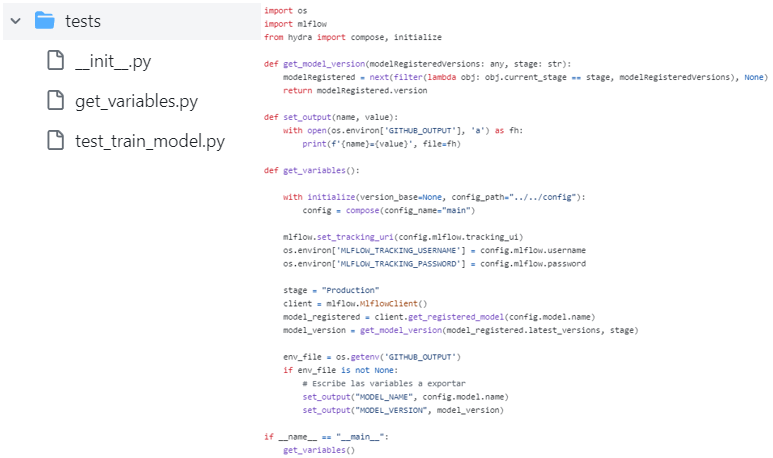 tests
__init__.py
get_variables.py
test_train_model.py
import os
import mlflow
from hydra import compose, initialize
def get_model_version(modelRegisteredVersions: any, stage: str):
    modelRegistered = next(filter(lambda obj: obj.current_stage == stage, modelRegisteredVersions), None)
    return modelRegistered.version
def set_output(name, value):
    with open(os.environ['GITHUB_OUTPUT'], 'a') as fh:
        print(f'{name}={value}', file=fh)
def get_variables():
    with initialize(version_base=None, config_path="../../config"):
        config = compose(config_name="main")
    mlflow.set_tracking_uri(config.mlflow.tracking_ui)
    os.environ['MLFLOW_TRACKING_USERNAME'] = config.mlflow.username
    os.environ['MLFLOW_TRACKING_PASSWORD'] = config.mlflow.password
    stage = "Production"
    client = mlflow.MlflowClient()
    model_registered = client.get_registered_model(config.model.name)
    model_version = get_model_version(model_registered.latest_versions, stage)
    env_file = os.getenv('GITHUB_OUTPUT')
    if env_file is not None:
        # Escribe las variables a exportar
        set_output("MODEL_NAME", config.model.name)
        set_output("MODEL_VERSION", model_version)
if __name__ == "__main__":
    get_variables()